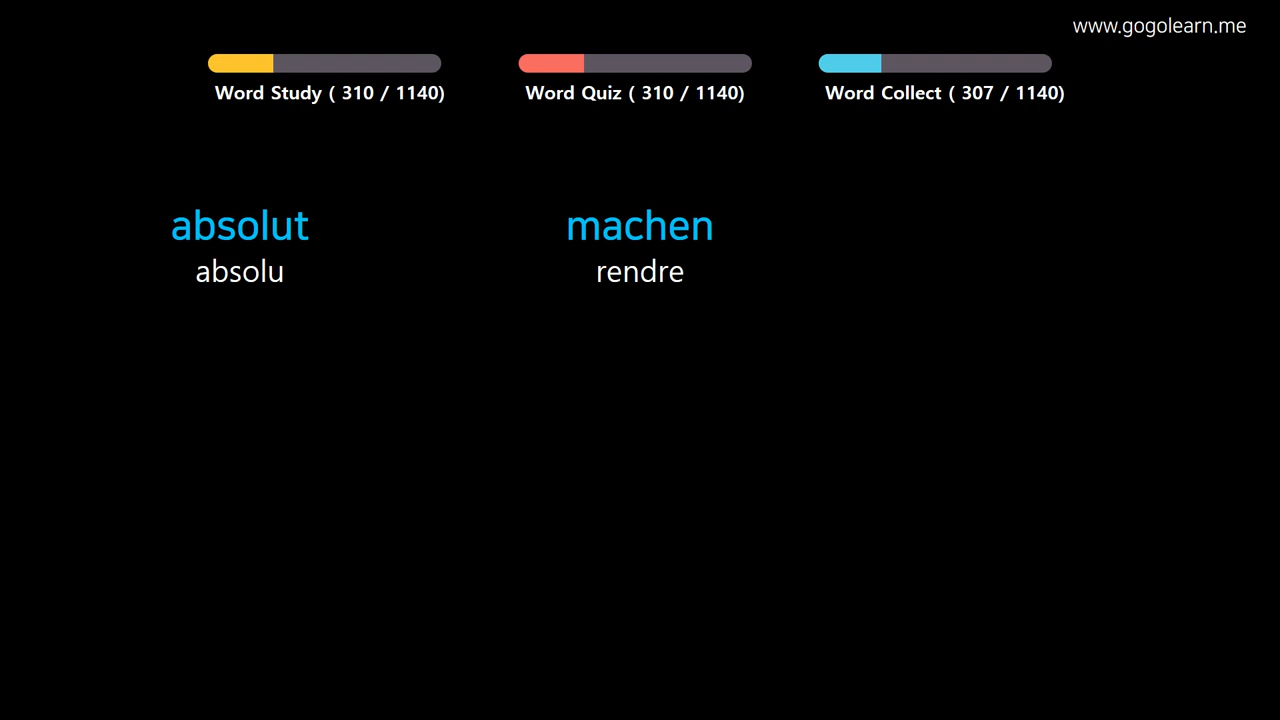 www.gogolearn.me
Word Study ( 310 / 1140)
Word Quiz ( 310 / 1140)
Word Collect ( 307 / 1140)
absolut
absolu
machen
rendre